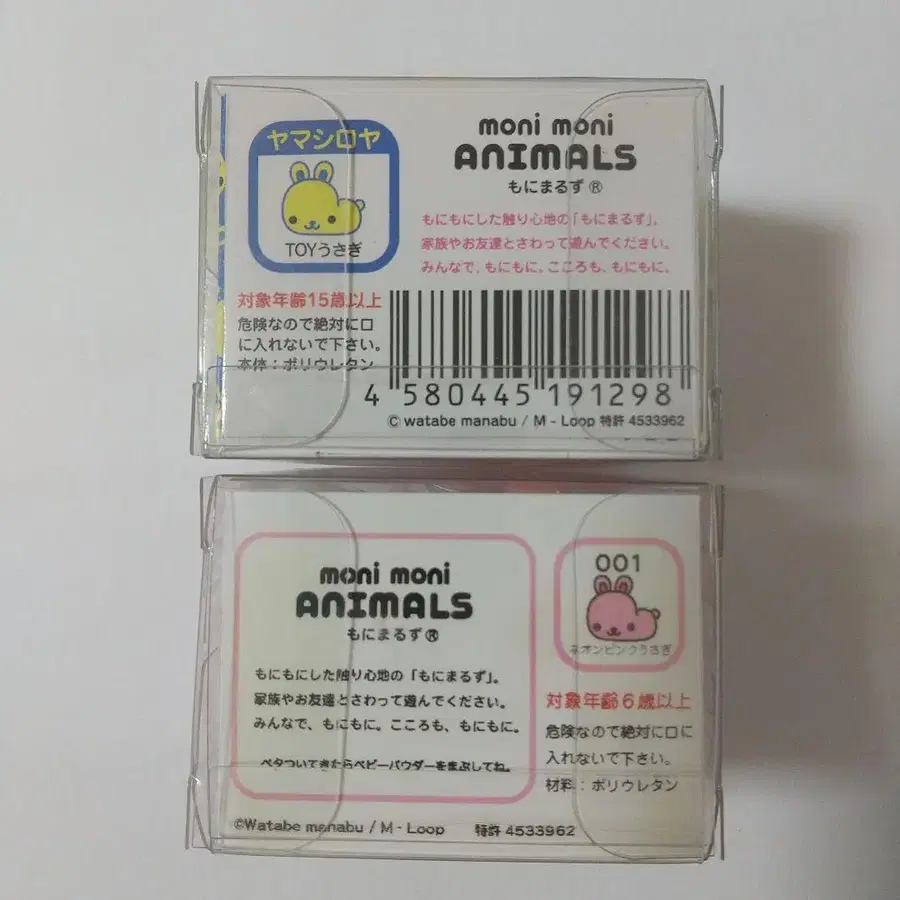 ヤマシロヤ
TOYうさぎ
対象年齢15歳以上
危険なので絶対に口
に入れないで下さい。
本体：ポリウレタン
moni moni
ANIMALS
もにまるず®
もにもにした触り心地の「もにまるず」。
家族やお友達とさわって遊んでください。
みんなで、もにもに。こころも、もにもに。
4 580445 191298
© watabe manabu / M - Loop 特許 4533962
moni moni
ANIMALS
もにまるず®
もにもにした触り心地の「もにまるず」。
家族やお友達とさわって遊んでください。
みんなで、もにもに。こころも、もにもに。
ベタついてきたらベビーパウダーをまぶしてね。
001
ネオンピンクうさぎ
対象年齢6歳以上
危険なので絶対に口に
入れないで下さい。
材料：ポリウレタン
©Watabe manabu / M - Loop 特許 4533962